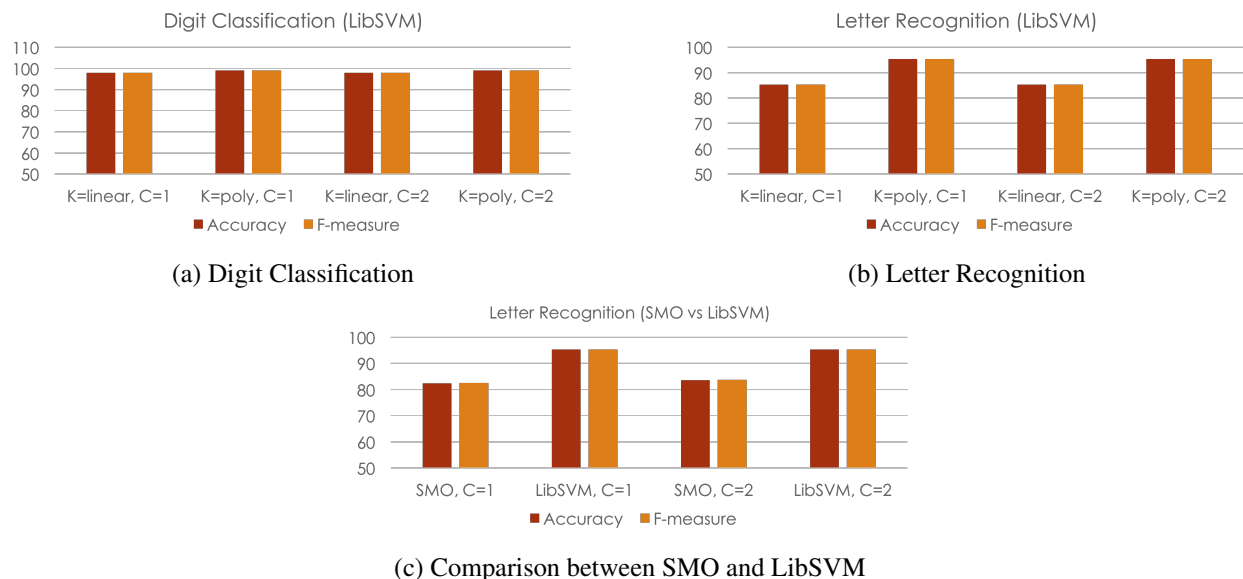 Digit Classification (LibSVM)
110
100
90
80
70
60
50
K=linear, C=1 K=poly, C=1 K=linear, C=2 K=poly, C=2
Accuracy F-measure
(a) Digit Classification
Letter Recognition (LibSVM)
100
90
80
70
60
50
K=linear, C=1 K=poly, C=1 K=linear, C=2 K=poly, C=2
Accuracy F-measure
(b) Letter Recognition
Letter Recognition (SMO vs LibSVM)
100
90
80
70
60
50
SMO, C=1 LibSVM, C=1 SMO, C=2 LibSVM, C=2
Accuracy F-measure
(c) Comparison between SMO and LibSVM